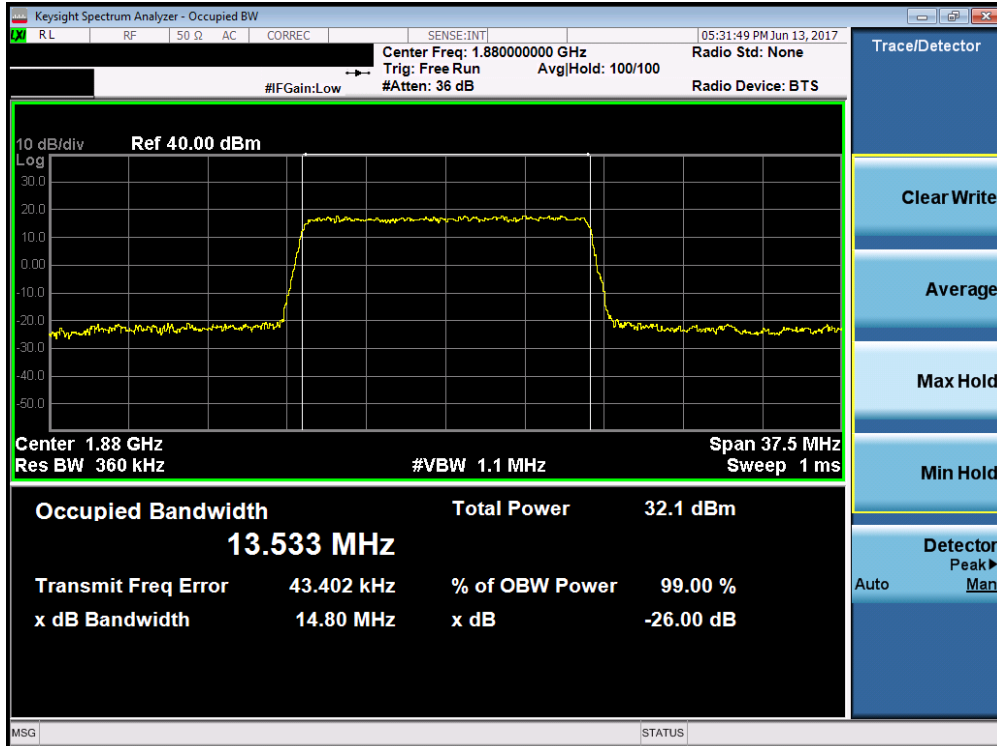 Keysight Spectrum Analyzer - Occupied BW
LXI RL RF 50 Ω AC CORREC SENSE:INT 05:31:49 PM Jun 13, 2017
Center Freq: 1.880000000 GHz Radio Std: None
Trig: Free Run Avg|Hold: 100/100
#IFGain:Low #Atten: 36 dB Radio Device: BTS
10 dB/div Ref 40.00 dBm
Log
30.0
20.0
10.0
0.00
-10.0
-20.0
-30.0
-40.0
-50.0
Center 1.88 GHz Span 37.5 MHz
Res BW 360 kHz #VBW 1.1 MHz Sweep 1 ms
Occupied Bandwidth Total Power 32.1 dBm
13.533 MHz
Transmit Freq Error 43.402 kHz % of OBW Power 99.00 %
x dB Bandwidth 14.80 MHz x dB -26.00 dB
MSG STATUS
Trace/Detector
Clear Write
Average
Max Hold
Min Hold
Detector
Peak▶
Auto Man